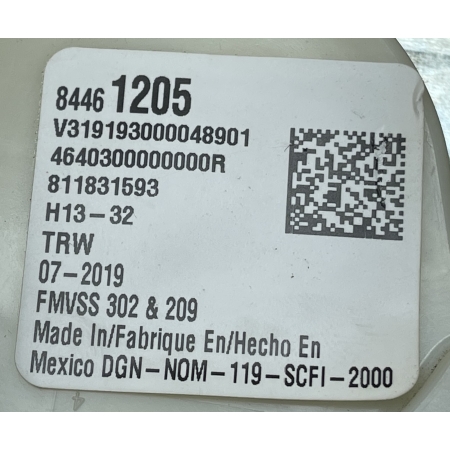 8446 1205
V319193000048901
4640300000000R
811831593
H13-32
TRW
07-2019
FMVSS 302 & 209
Made In/Fabrique En/Hecho En
Mexico DGN-NOM-119-SCFI-2000